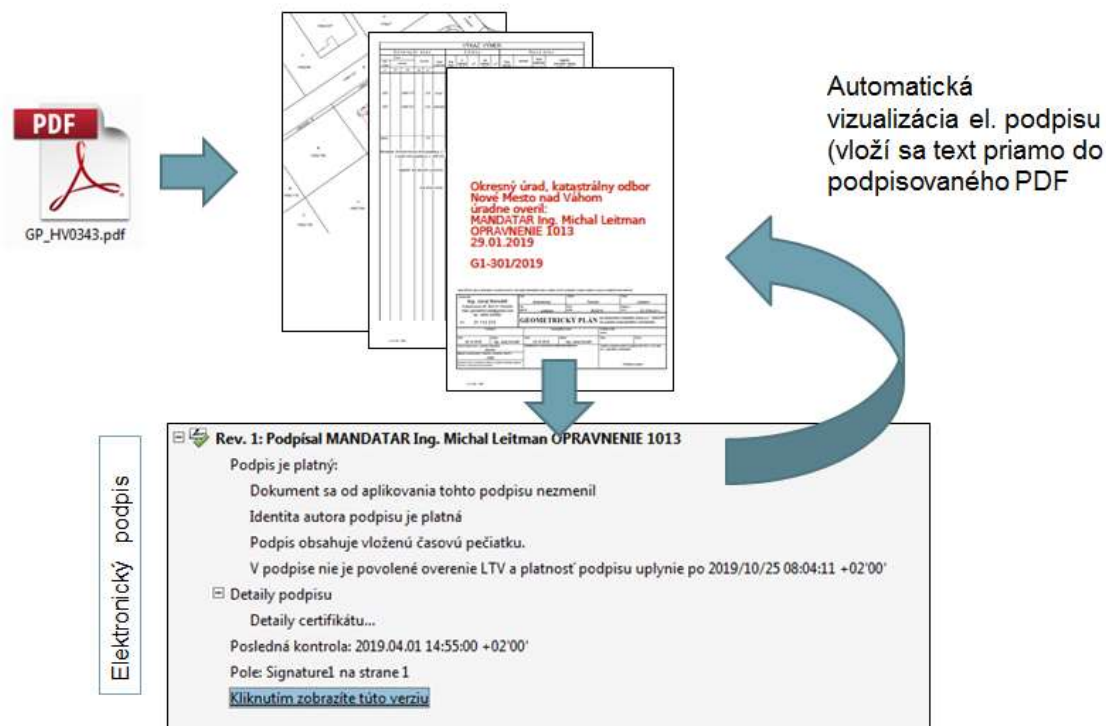 PDF
GP_HV0343.pdf
VÝKAZ VÝMER
Okresný úrad, katastrálny odbor
Nové Mesto nad Váhom
úradne overil:
MANDATAR Ing. Michal Leitman
OPRAVNENIE 1013
29.01.2019
G1-301/2019
GEOMETRICKÝ PLÁN
Automatická
vizualizácia el. podpisu
(vloží sa text priamo do
podpisovaného PDF
Elektronický podpis
Rev. 1: Podpísal MANDATAR Ing. Michal Leitman OPRAVNENIE 1013
Podpis je platný:
Dokument sa od aplikovania tohto podpisu nezmenil
Identita autora podpisu je platná
Podpis obsahuje vloženú časovú pečiatku.
V podpise nie je povolené overenie LTV a platnosť podpisu uplynie po 2019/10/25 08:04:11 +02'00'
Detaily podpisu
Detaily certifikátu...
Posledná kontrola: 2019.04.01 14:55:00 +02'00'
Pole: Signature1 na strane 1
Kliknutím zobrazíte túto verziu